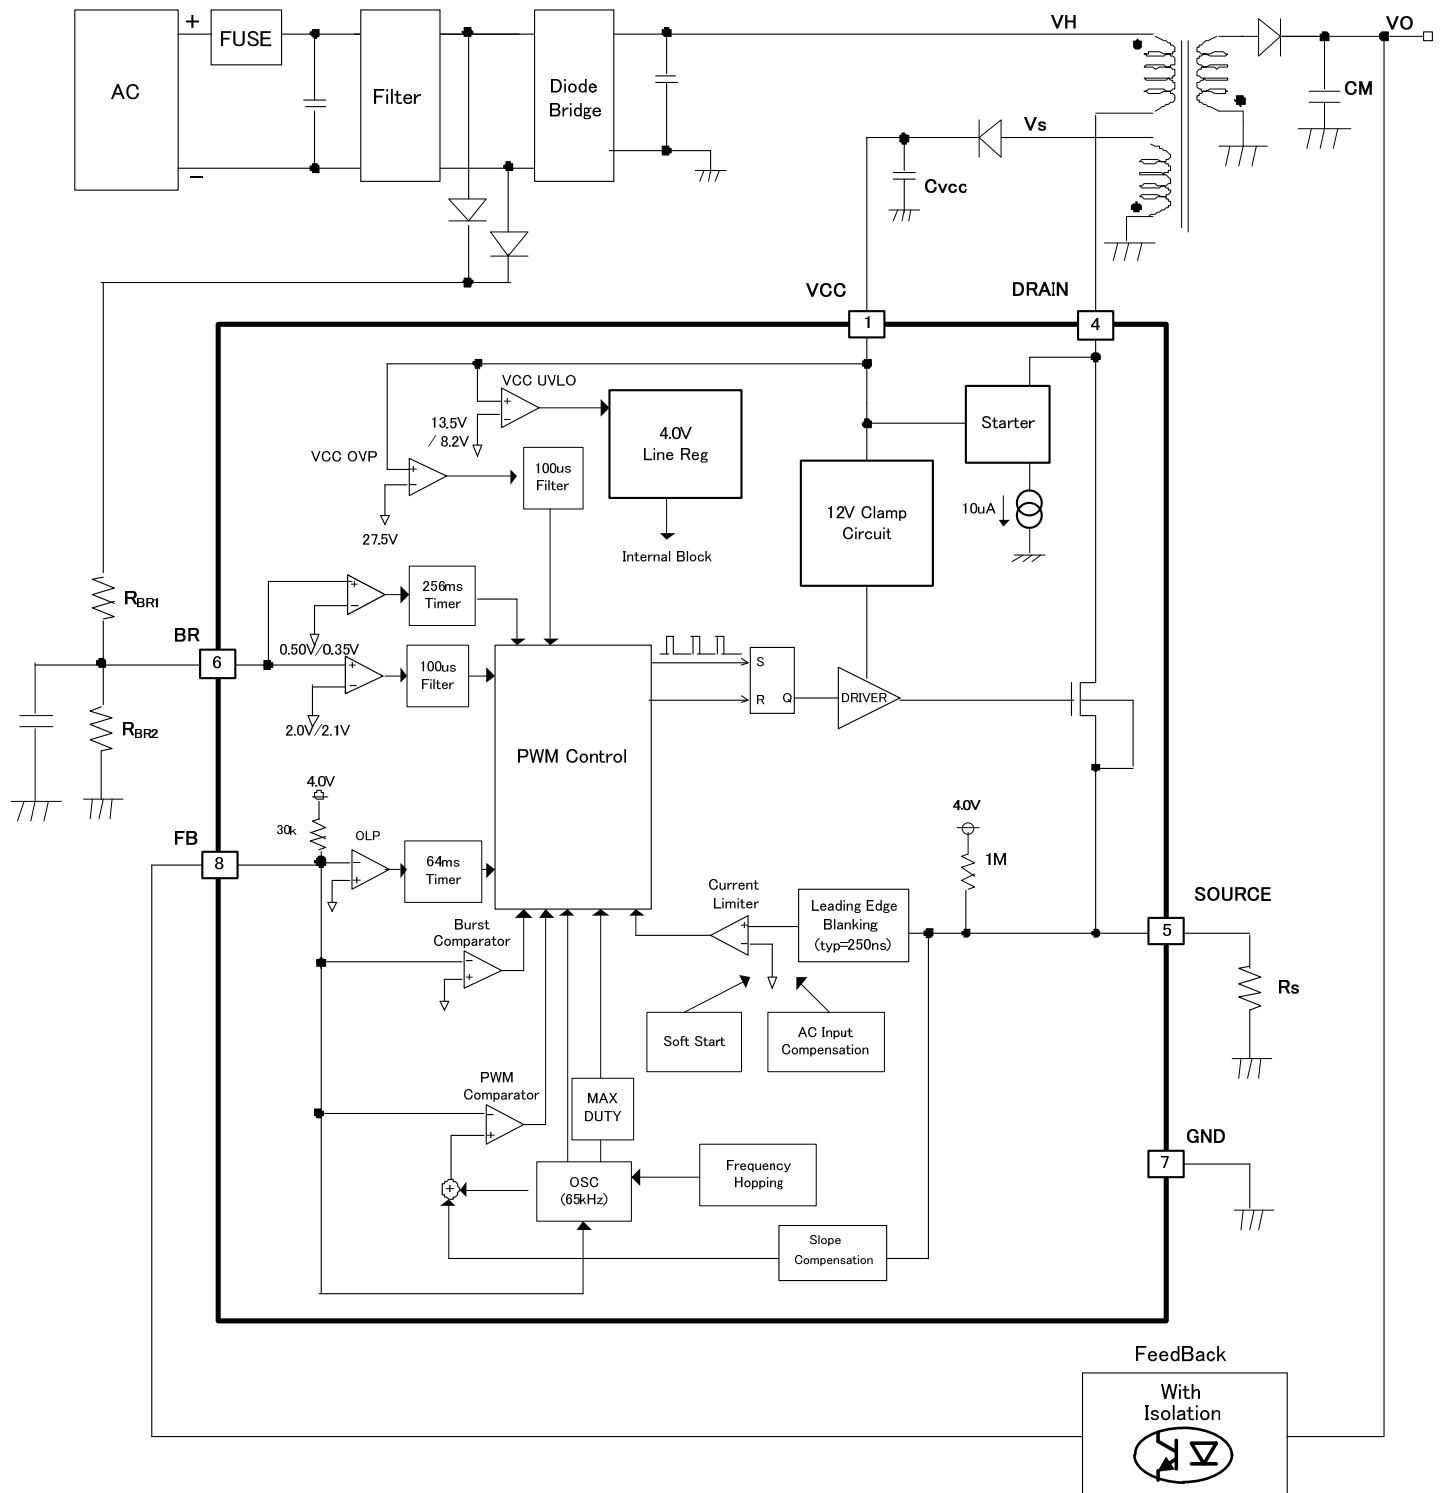 AC
+
−
FUSE
Filter
Diode
Bridge
VH
VO
CM
Vs
Cvcc
VCC
DRAIN
1
4
VCC UVLO
13.5V
/ 8.2V
4.0V
Line Reg
Internal Block
VCC OVP
27.5V
100us
Filter
Starter
10uA
12V Clamp
Circuit
RBR1
BR
6
RBR2
+
−
+
−
+
−
0.50V/0.35V
256ms
Timer
+
−
2.0V/2.1V
100us
Filter
PWM Control
S
R
Q
DRIVER
4.0V
30k
FB
8
OLP
−
+
64ms
Timer
Burst
Comparator
−
+
Current
Limiter
+
−
Leading Edge
Blanking
(typ=250ns)
4.0V
1M
SOURCE
5
Rs
Soft Start
AC Input
Compensation
PWM
Comparator
−
+
MAX
DUTY
+
OSC
(65kHz)
Frequency
Hopping
Slope
Compensation
GND
7
FeedBack
With
Isolation